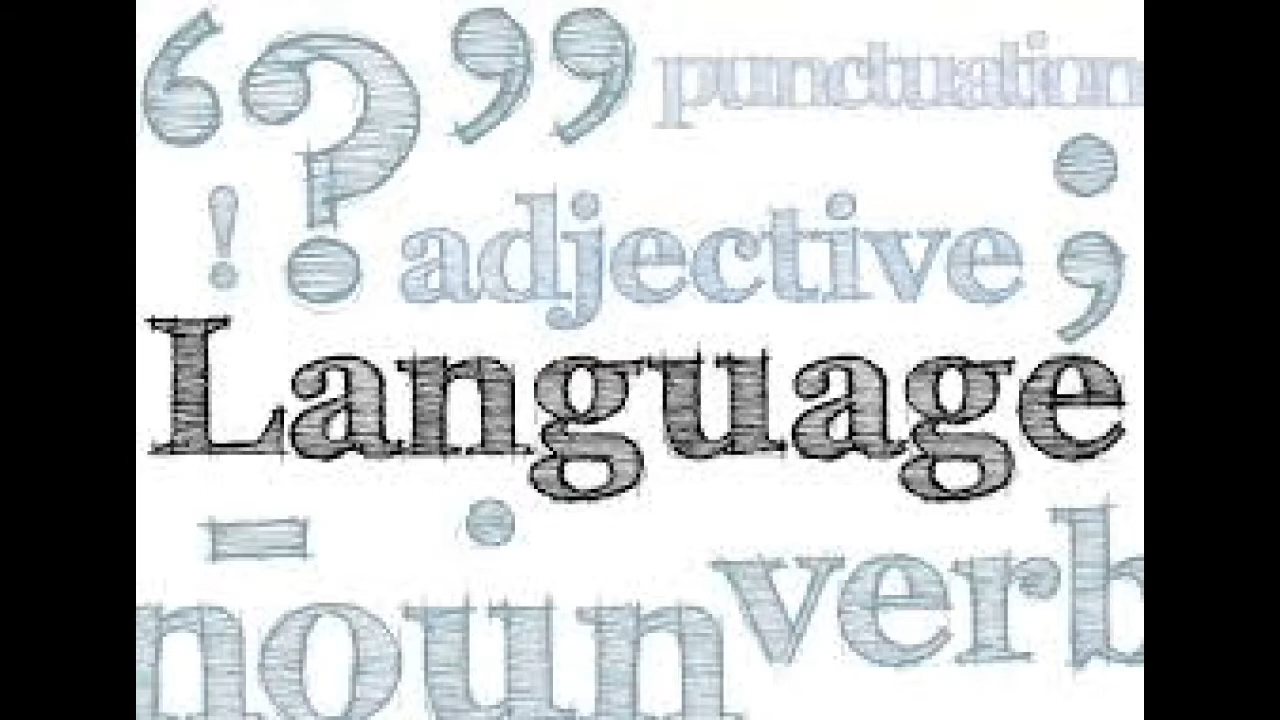 ‘ ? ” punctuation
! adjective ;
Language
- .
noun verb